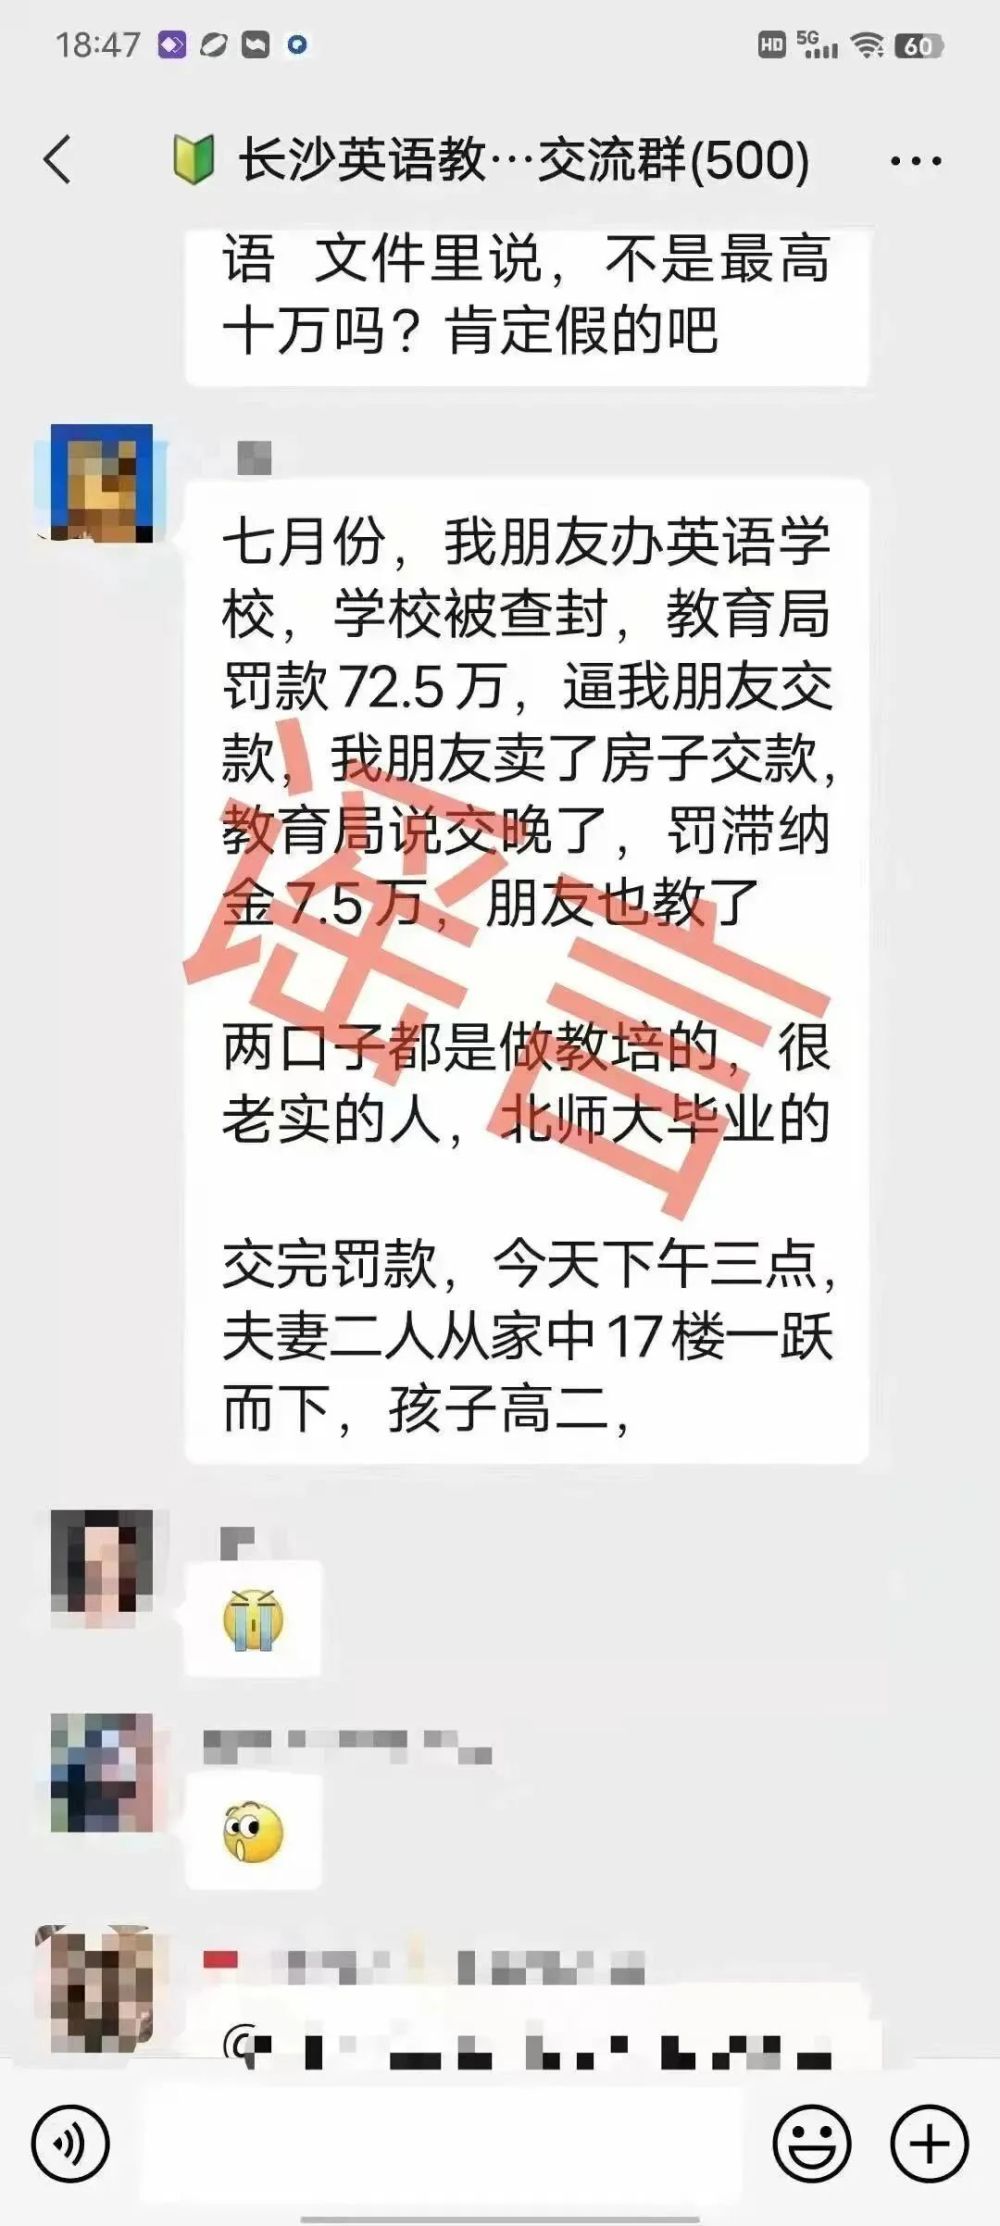 18:47
HD 5G 60
长沙英语教…交流群(500)
语 文件里说，不是最高
十万吗？肯定假的吧
七月份，我朋友办英语学
校，学校被查封，教育局
罚款72.5万，逼我朋友交
款，我朋友卖了房子交款，
教育局说交晚了，罚滞纳
金7.5万，朋友也教了
两口子都是做教培的，很
老实的人，北师大毕业的
交完罚款，今天下午三点，
夫妻二人从家中17楼一跃
而下，孩子高二，
谣言
@